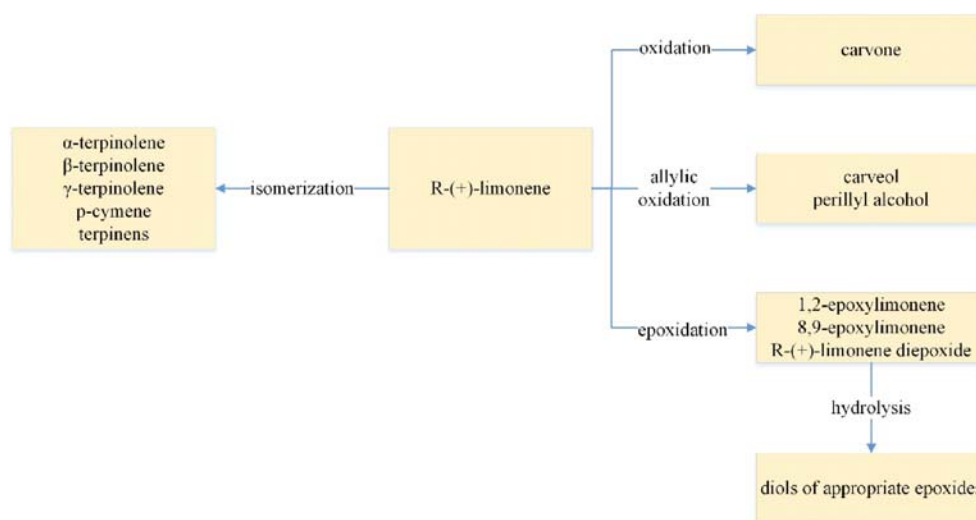 oxidation
carvone
α-terpinolene
β-terpinolene
γ-terpinolene
p-cymene
terpinens
isomerization
R-(+)-limonene
allylic
oxidation
carveol
perillyl alcohol
epoxidation
1,2-epoxylimonene
8,9-epoxylimonene
R-(+)-limonene diepoxide
hydrolysis
diols of appropriate epoxides